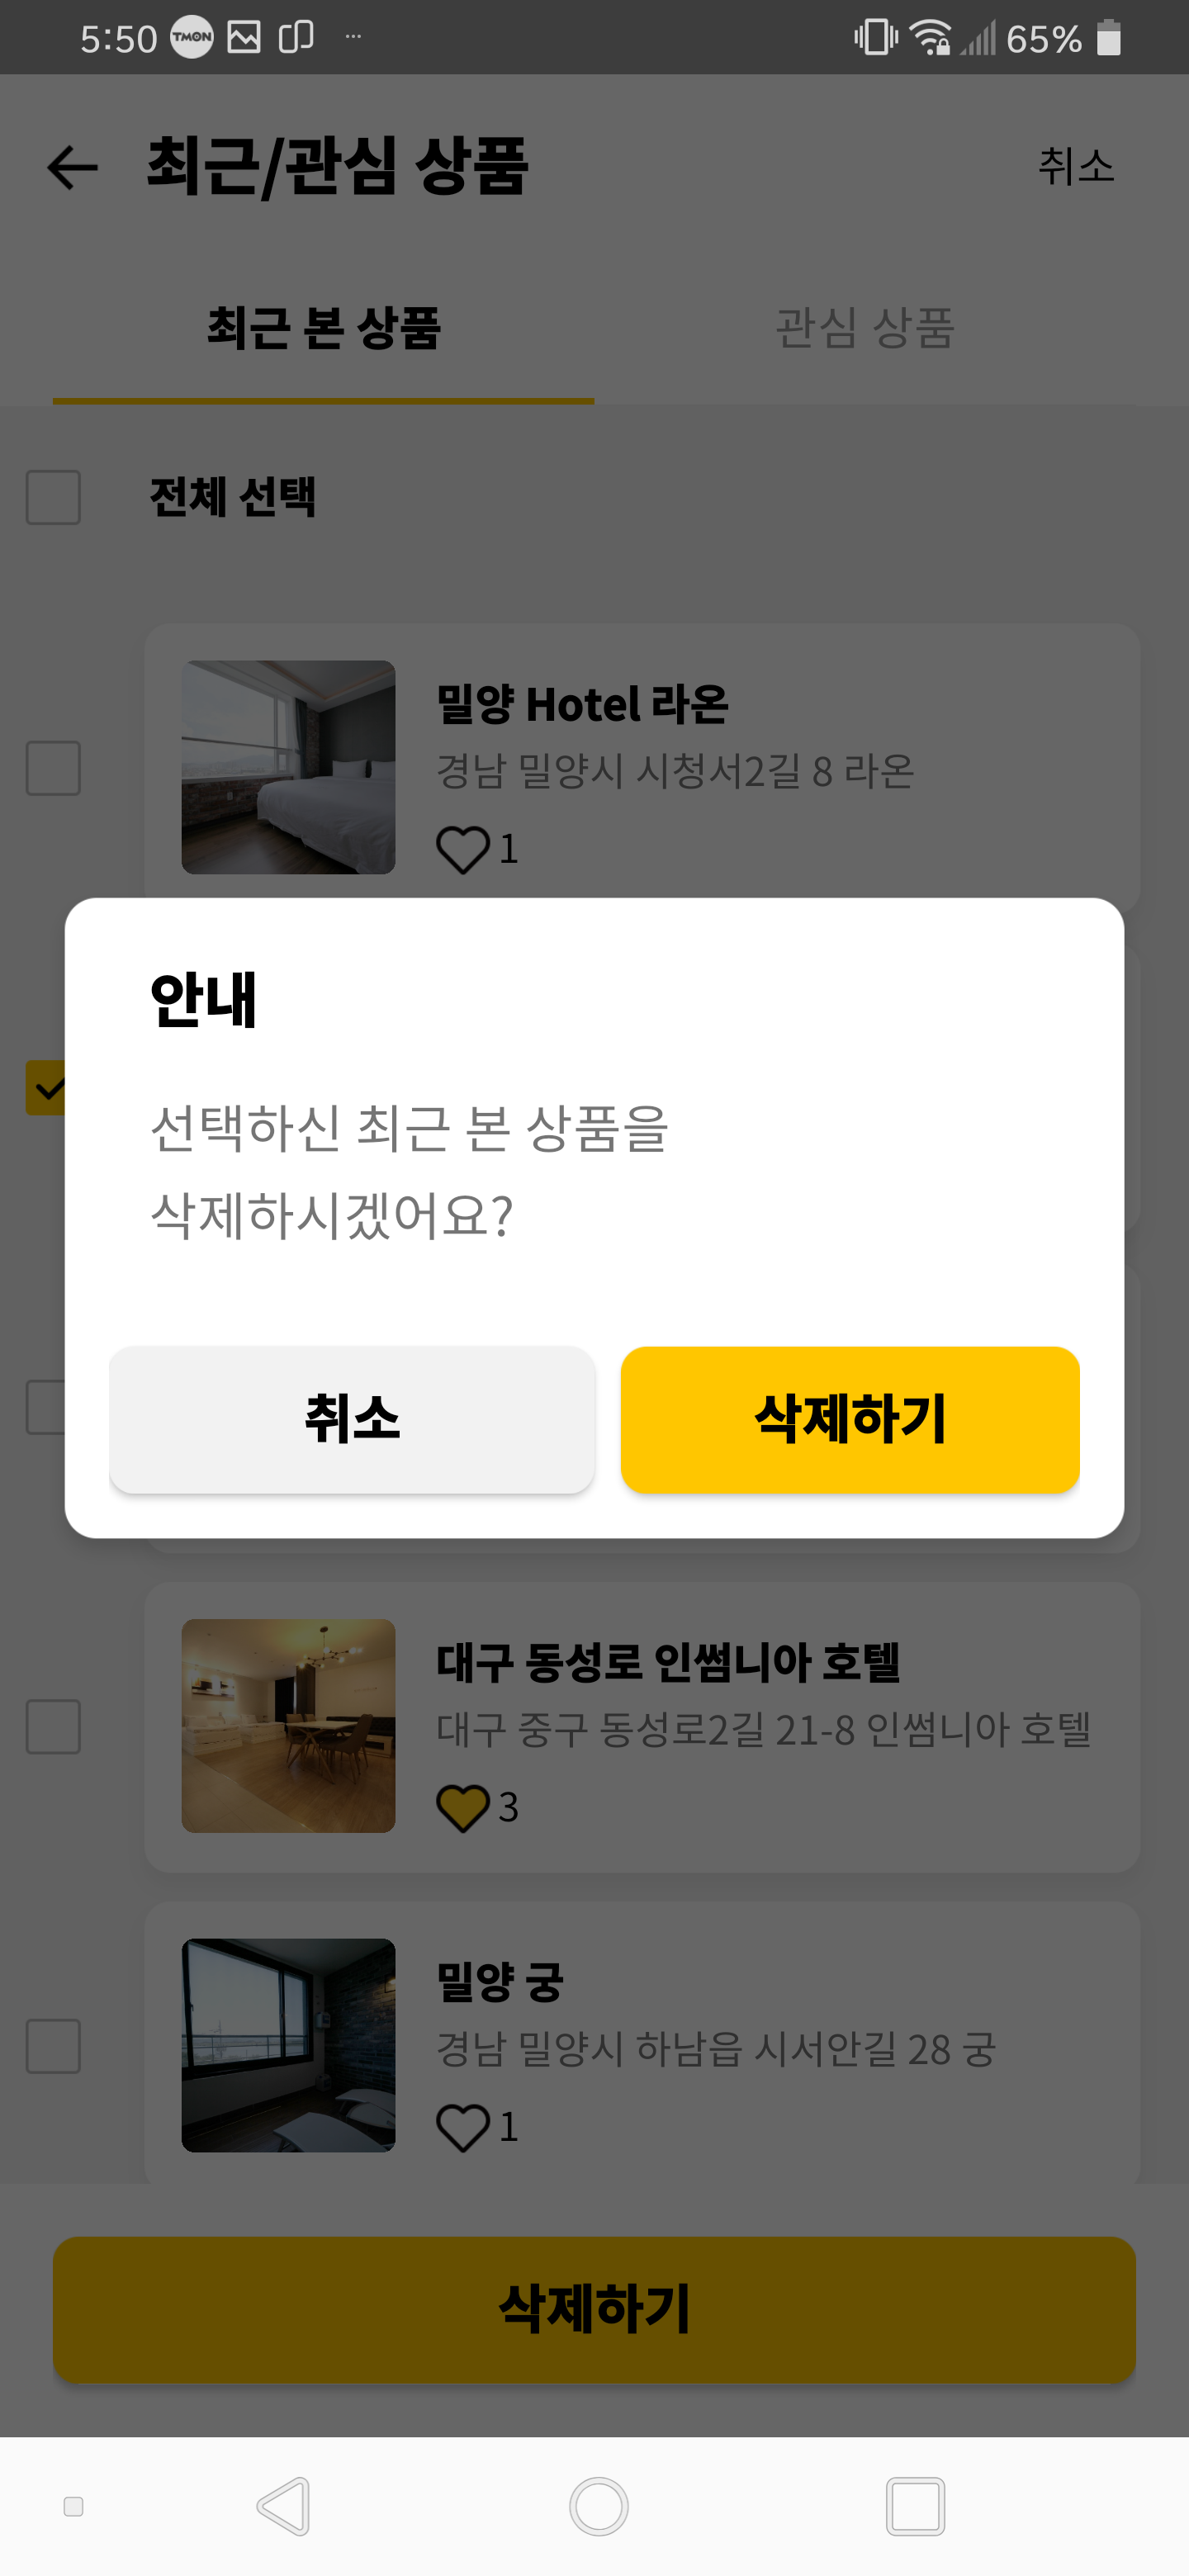 5:50 TMON ... 65%
최근/관심 상품 취소
최근 본 상품 관심 상품
전체 선택
밀양 Hotel 라온
경남 밀양시 시청서2길 8 라온
1
안내
선택하신 최근 본 상품을
삭제하시겠어요?
취소 삭제하기
대구 동성로 인썸니아 호텔
대구 중구 동성로2길 21-8 인썸니아 호텔
3
밀양 궁
경남 밀양시 하남읍 시서안길 28 궁
1
삭제하기